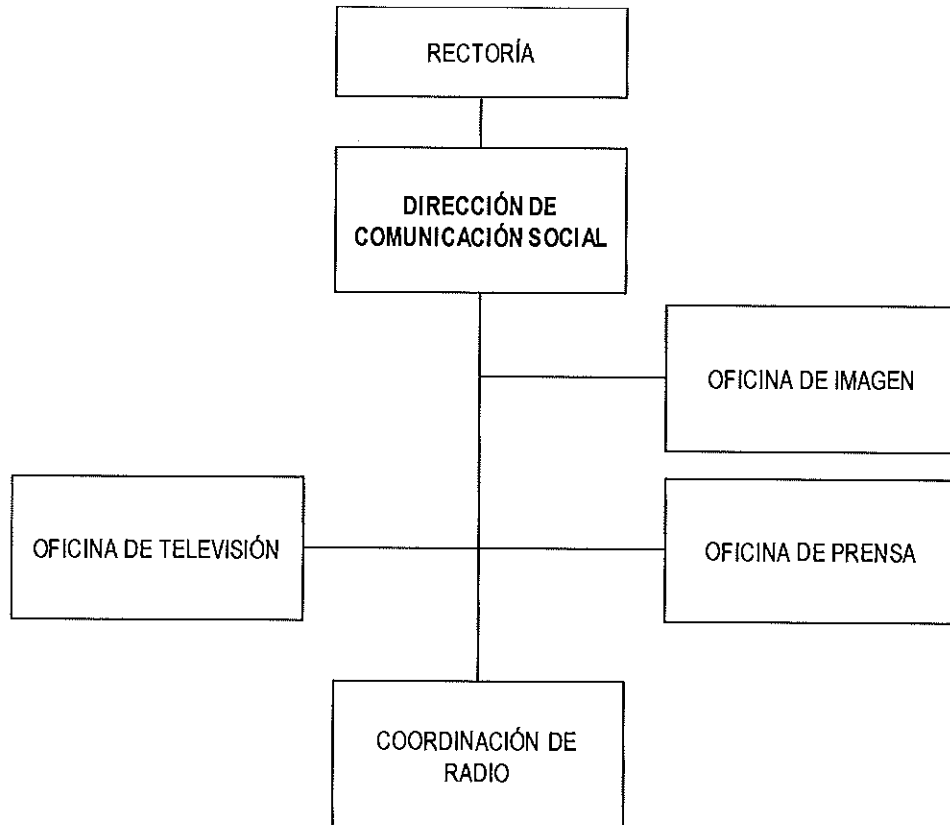 RECTORÍA
DIRECCIÓN DE
COMUNICACIÓN SOCIAL
OFICINA DE IMAGEN
OFICINA DE TELEVISIÓN
OFICINA DE PRENSA
COORDINACIÓN DE
RADIO